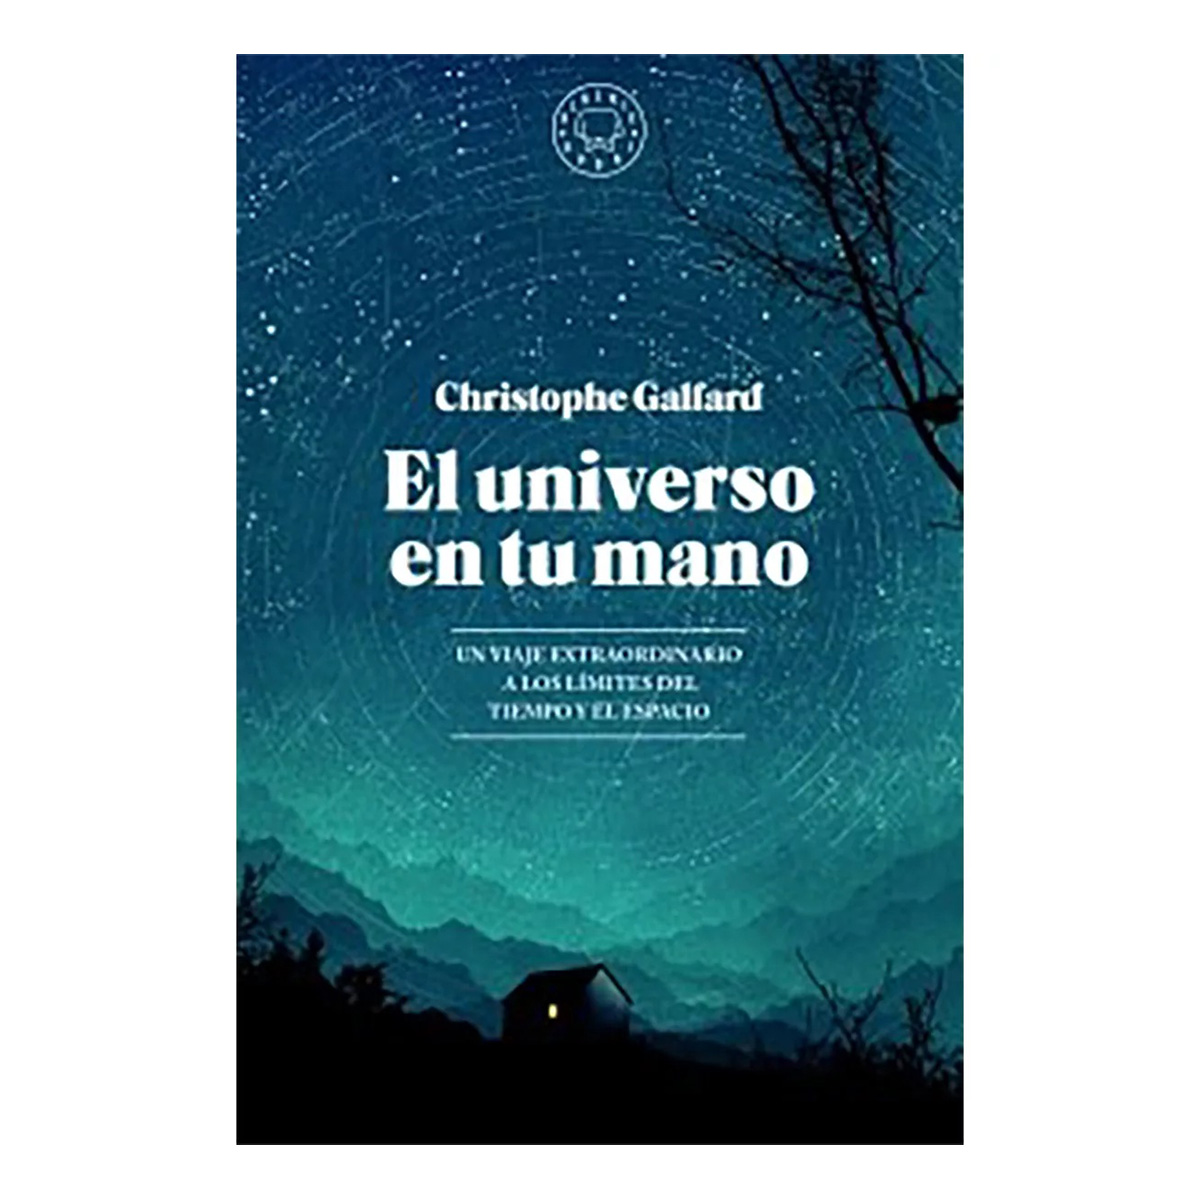 Christophe Galfard
El universo
en tu mano
UN VIAJE EXTRAORDINARIO
A LOS LÍMITES DEL
TIEMPO Y EL ESPACIO